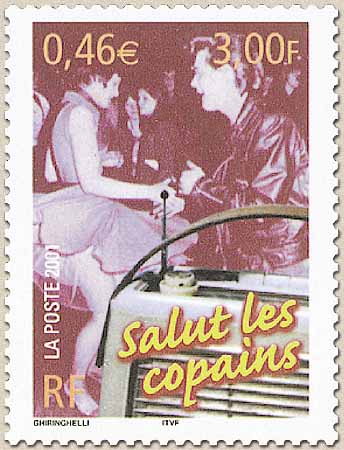 0,46€ 3,00F
LA POSTE 2001
Salut les
copains
RF
GHIRINGHELLI ITVF